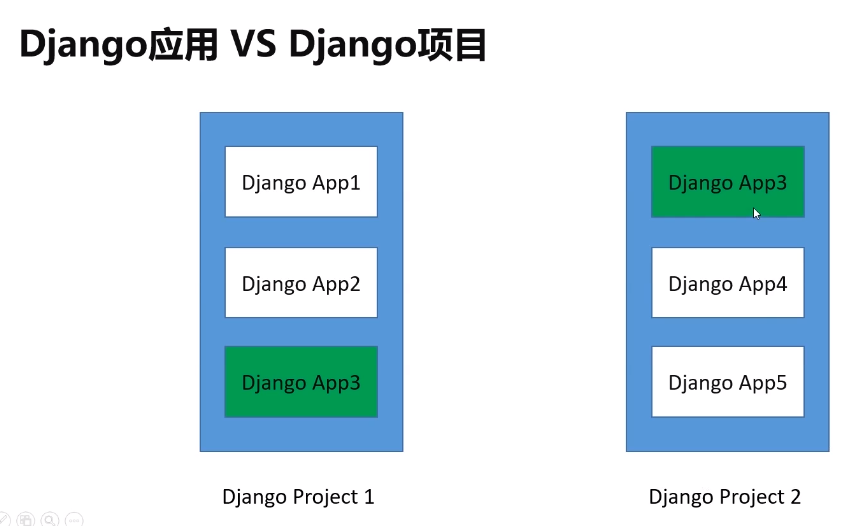 Django应用 VS Django项目
Django App1
Django App2
Django App3
Django Project 1
Django App3
Django App4
Django App5
Django Project 2